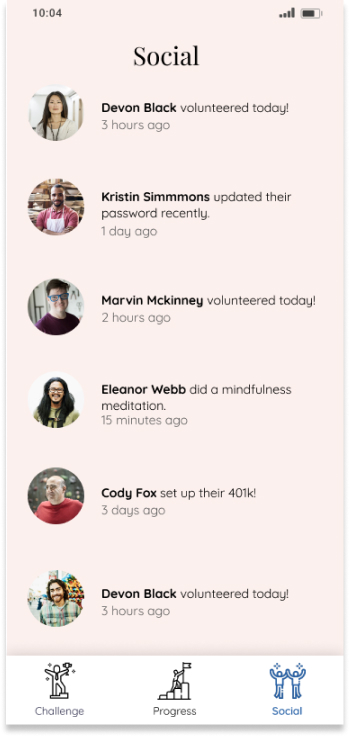 10:04
Social
Devon Black volunteered today!
3 hours ago
Kristin Simmmons updated their
password recently.
1 day ago
Marvin Mckinney volunteered today!
2 hours ago
Eleanor Webb did a mindfulness
meditation.
15 minutes ago
Cody Fox set up their 401k!
3 days ago
Devon Black volunteered today!
3 hours ago
Challenge
Progress
Social